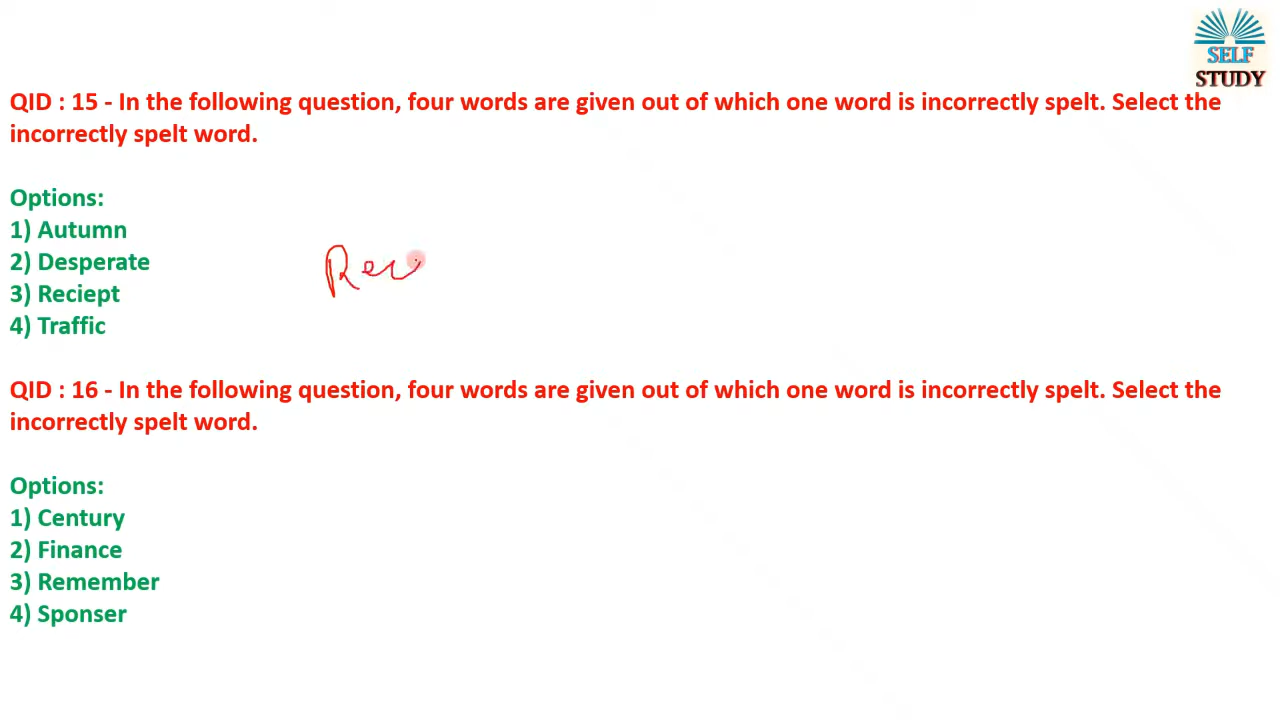 SELF
STUDY
QID : 15 - In the following question, four words are given out of which one word is incorrectly spelt. Select the
incorrectly spelt word.
Options:
1) Autumn
2) Desperate
3) Reciept
4) Traffic
QID : 16 - In the following question, four words are given out of which one word is incorrectly spelt. Select the
incorrectly spelt word.
Options:
1) Century
2) Finance
3) Remember
4) Sponser